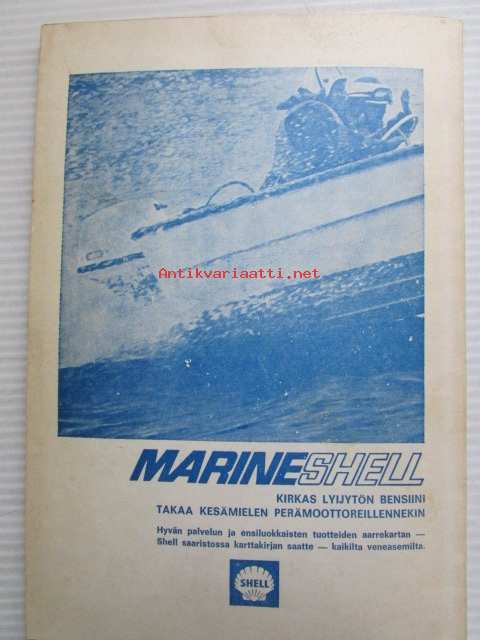 Antikvariaatti.net
MARINESHELL
KIRKAS LYIJYTÖN BENSIINI
TAKAA KESÄMIELEN PERÄMOOTTOREILLENNEKIN
Hyvän palvelun ja ensiluokkaisten tuotteiden aarrekartan —
Shell saaristossa karttakirjan saatte — kaikilta veneasemilta.
SHELL